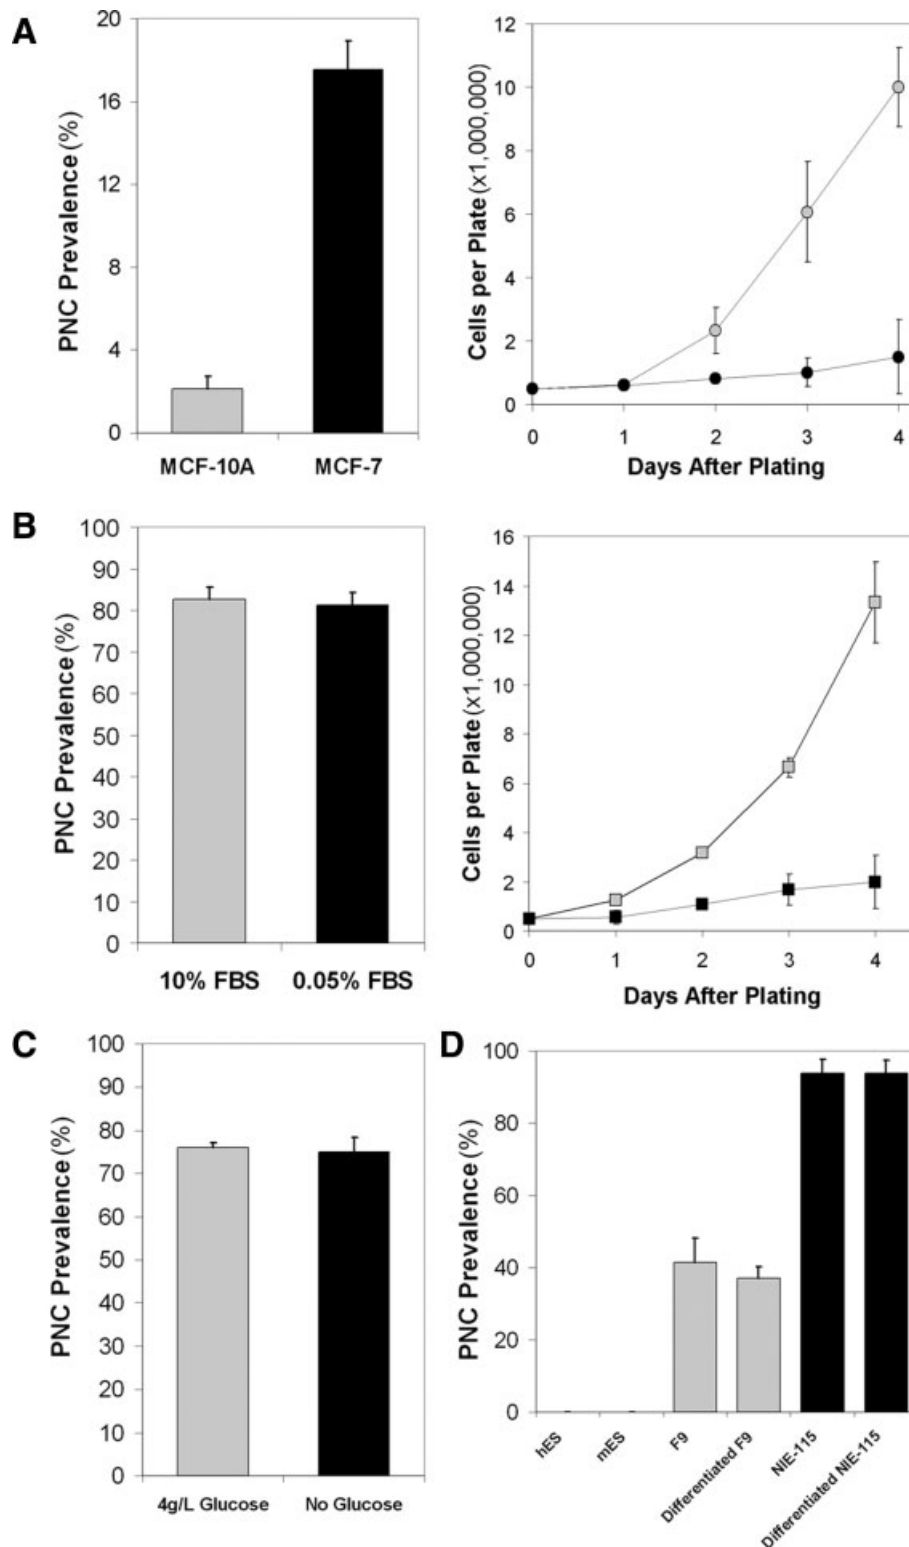 A
PNC Prevalence (%)
20
16
12
8
4
0
MCF-10A MCF-7
Cells per Plate (x1,000,000)
12
10
8
6
4
2
0
0 1 2 3 4
Days After Plating
B
PNC Prevalence (%)
100
90
80
70
60
50
40
30
20
10
0
10% FBS 0.05% FBS
Cells per Plate (x1,000,000)
16
14
12
10
8
6
4
2
0
0 1 2 3 4
Days After Plating
C
PNC Prevalence (%)
100
90
80
70
60
50
40
30
20
10
0
4g/L Glucose No Glucose
D
PNC Prevalence (%)
100
80
60
40
20
0
hES
mES
F9
Differentiated F9
NIE-115
Differentiated NIE-115